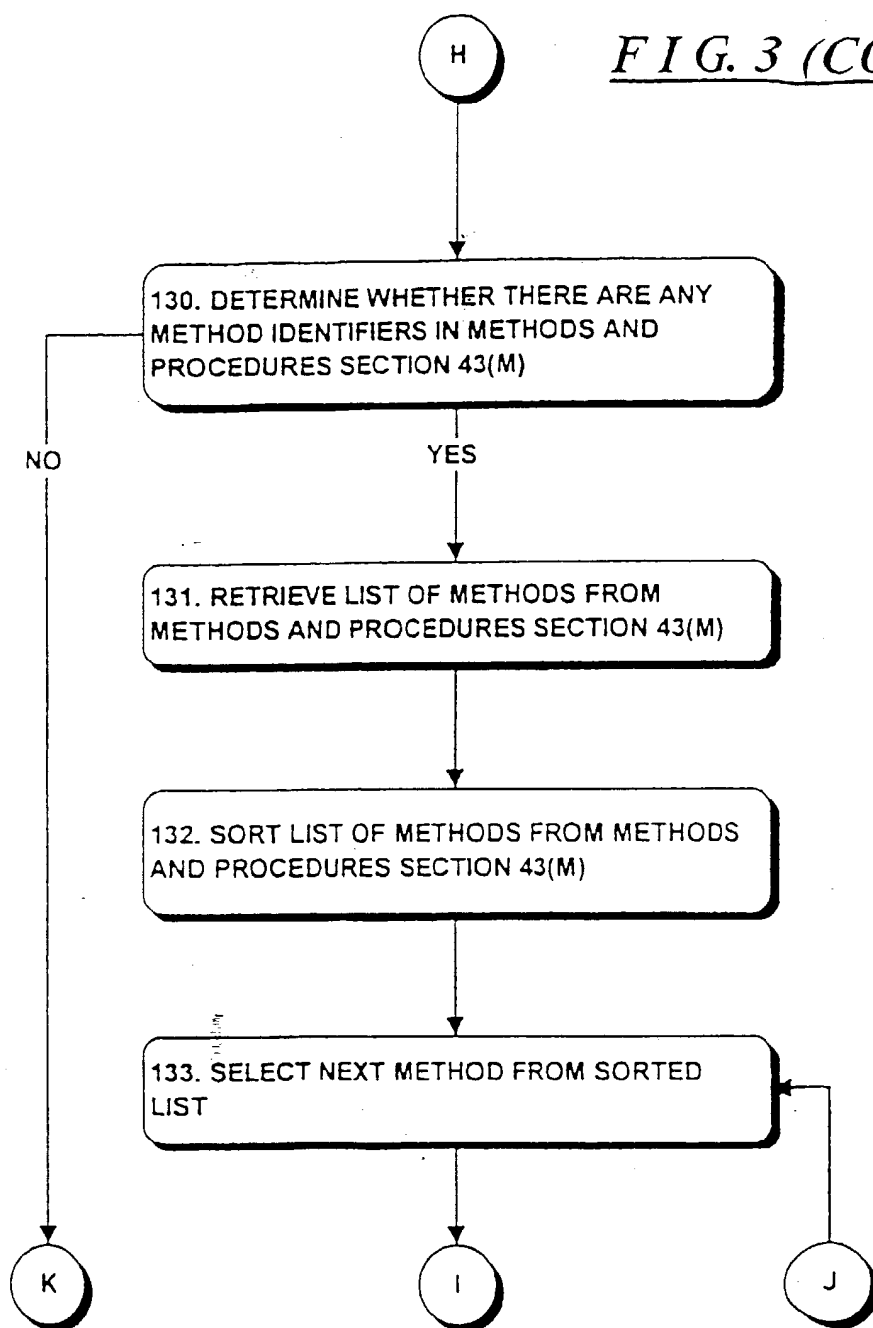 H
F I G. 3 (CO
130. DETERMINE WHETHER THERE ARE ANY
METHOD IDENTIFIERS IN METHODS AND
PROCEDURES SECTION 43(M)
NO
YES
131. RETRIEVE LIST OF METHODS FROM
METHODS AND PROCEDURES SECTION 43(M)
132. SORT LIST OF METHODS FROM METHODS
AND PROCEDURES SECTION 43(M)
133. SELECT NEXT METHOD FROM SORTED
LIST
K
I
J